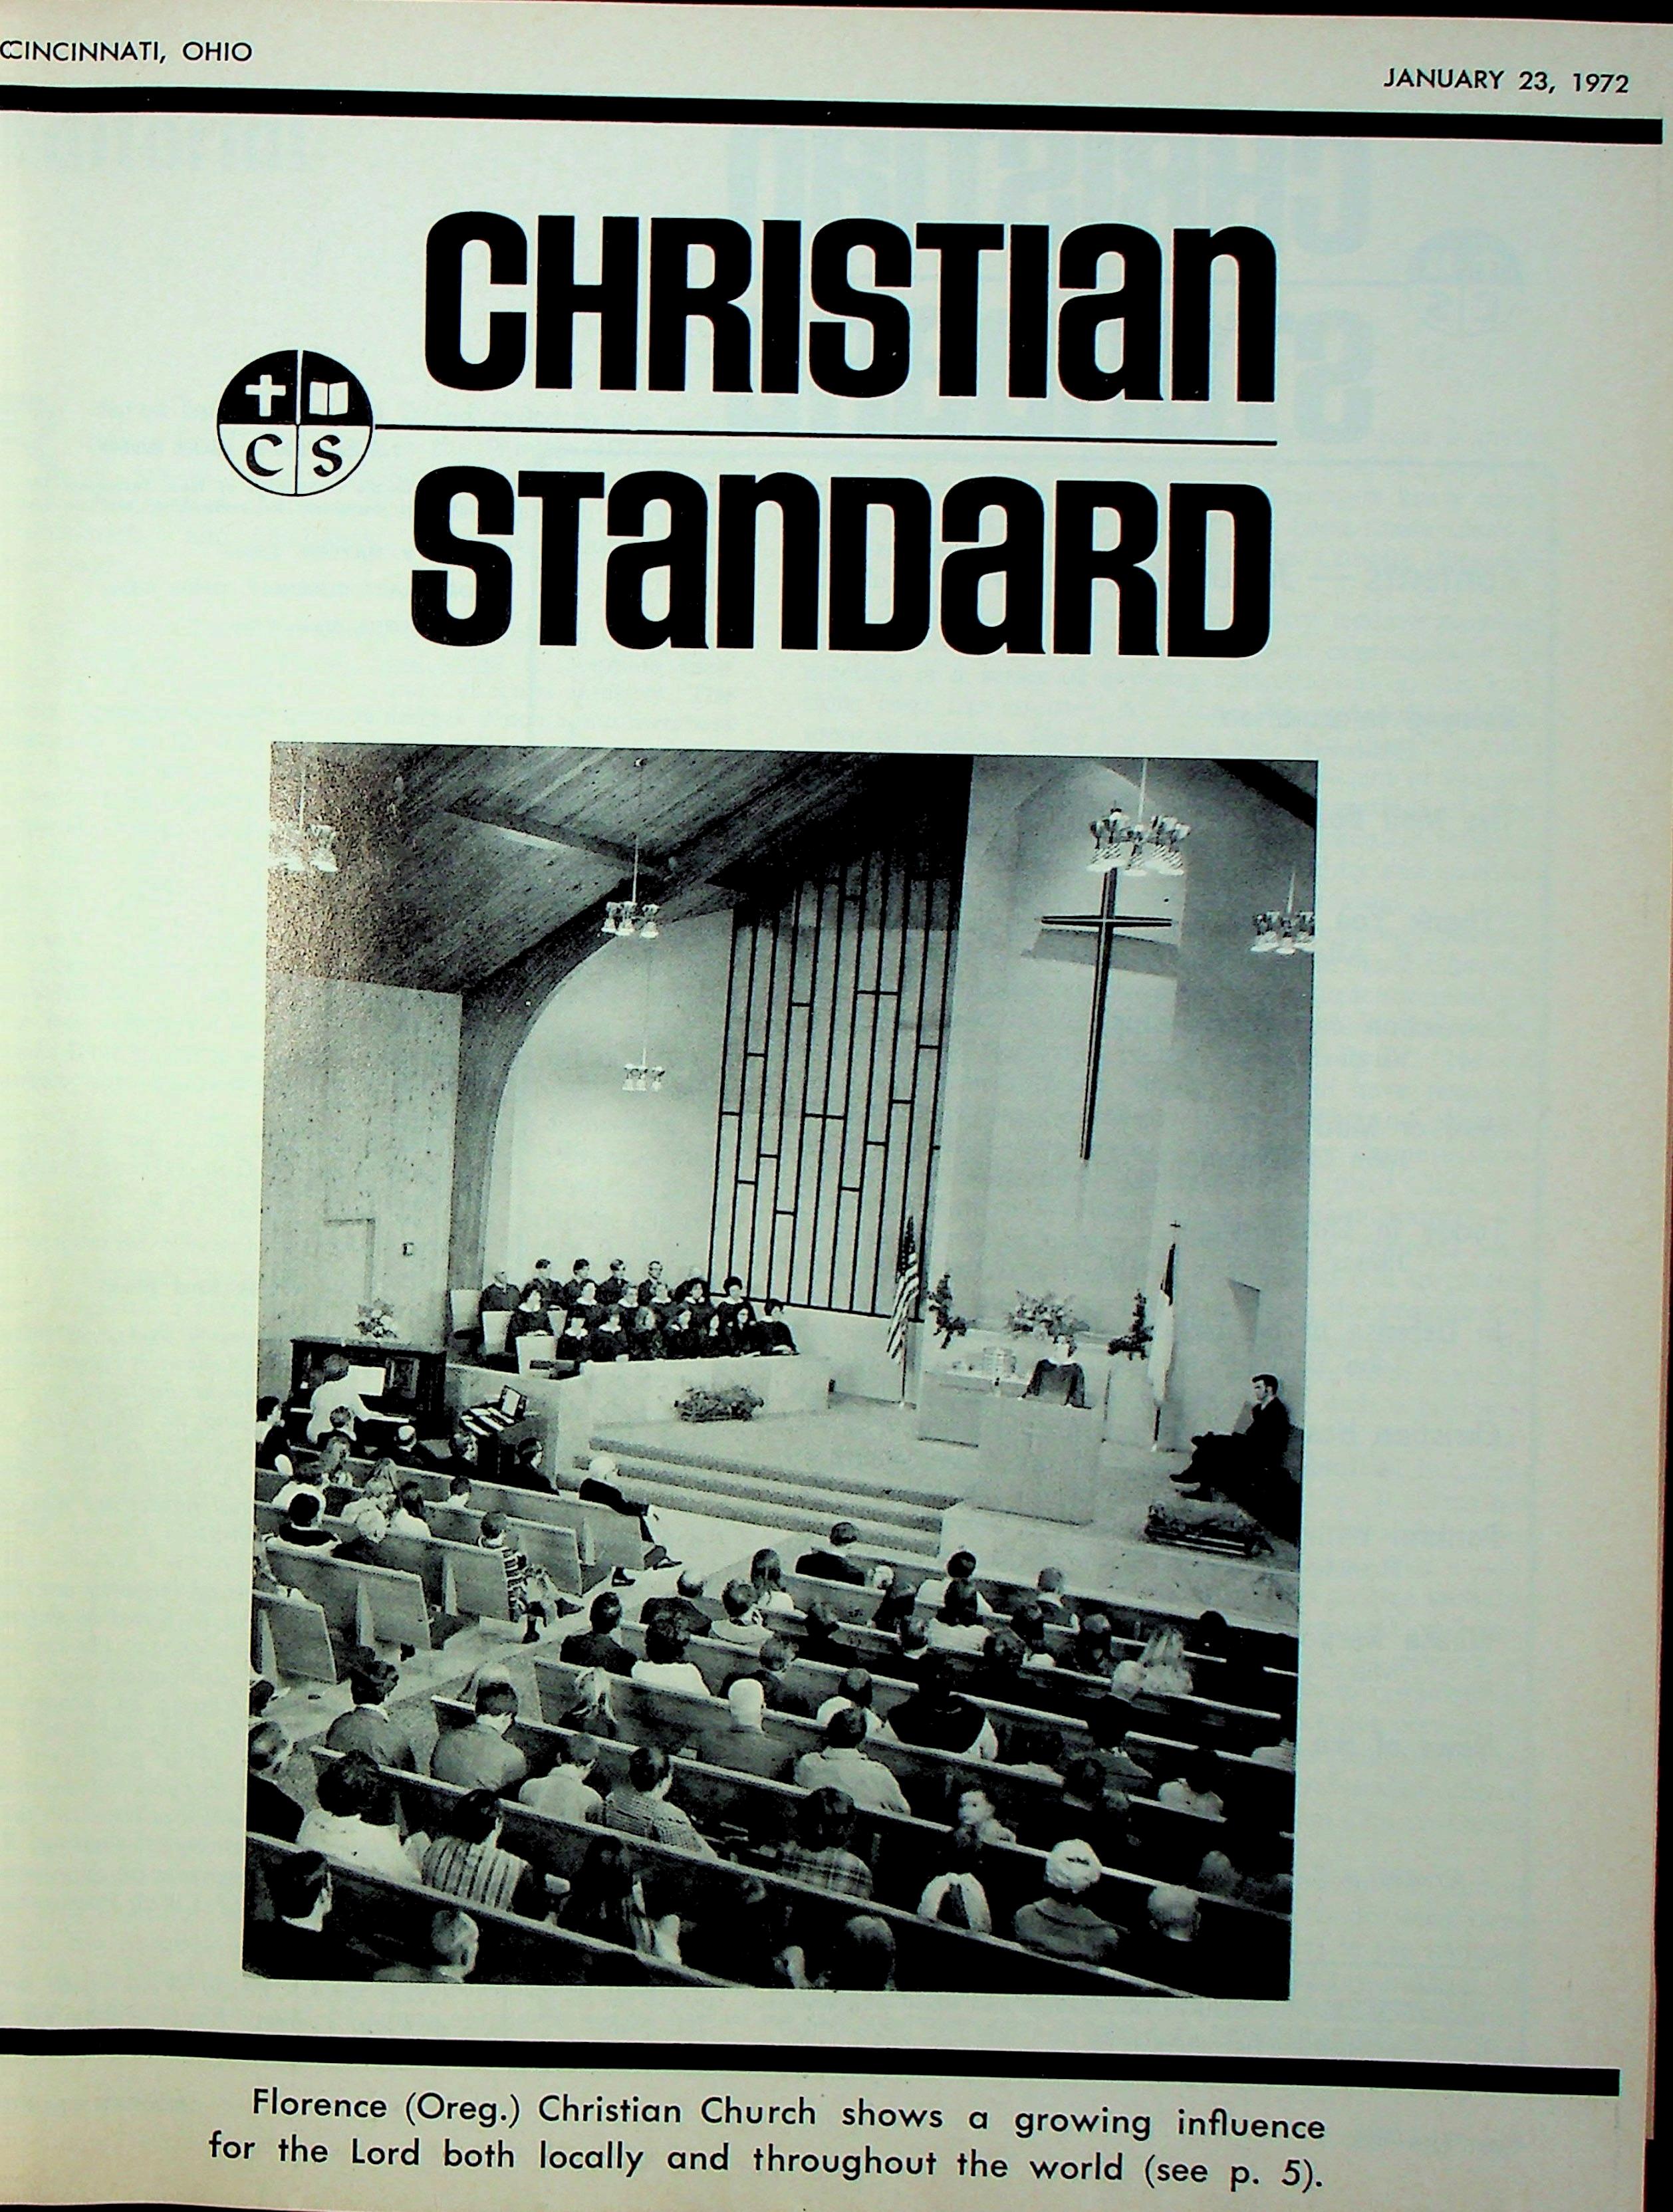 CINCINNATI, OHIO
JANUARY 23, 1972
CHRISTIan
C S
STanDaRD
Florence (Oreg.) Christian Church shows a growing influence
for the Lord both locally and throughout the world (see p. 5).